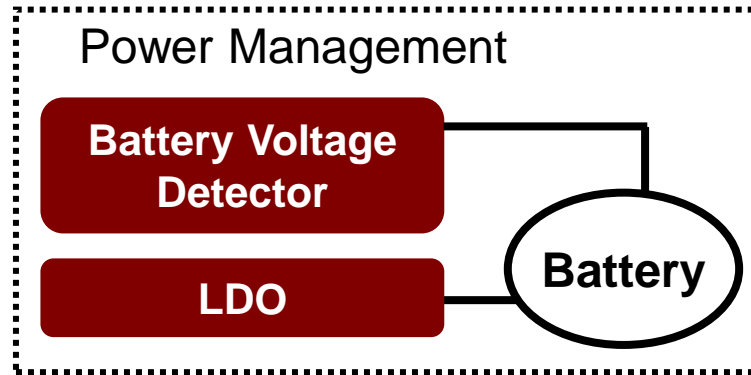 Power Management
Battery Voltage
Detector
LDO
Battery